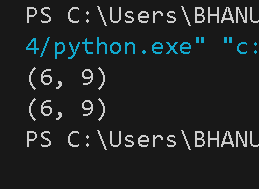 PS C:\Users\BHANU
4/python.exe" "c:
(6, 9)
(6, 9)
PS C:\Users\BHANU